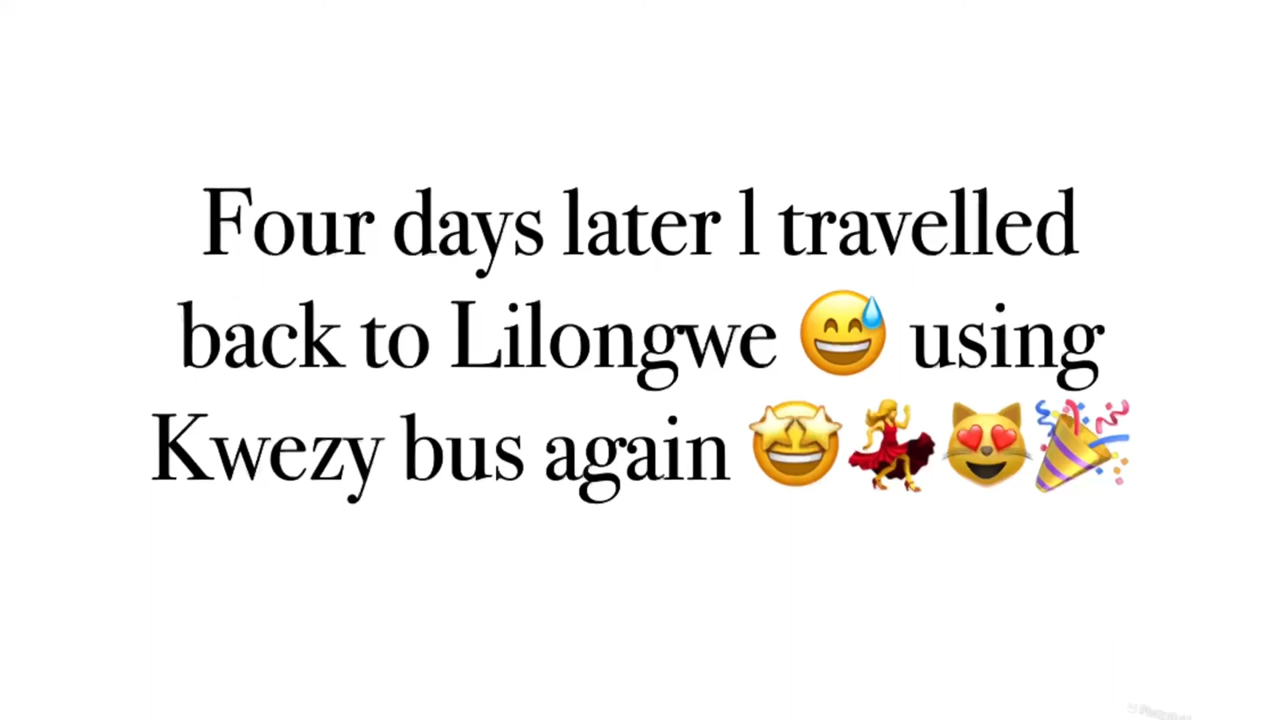 Four days later l travelled
back to Lilongwe 😅 using
Kwezy bus again 🤩💃😻🎉